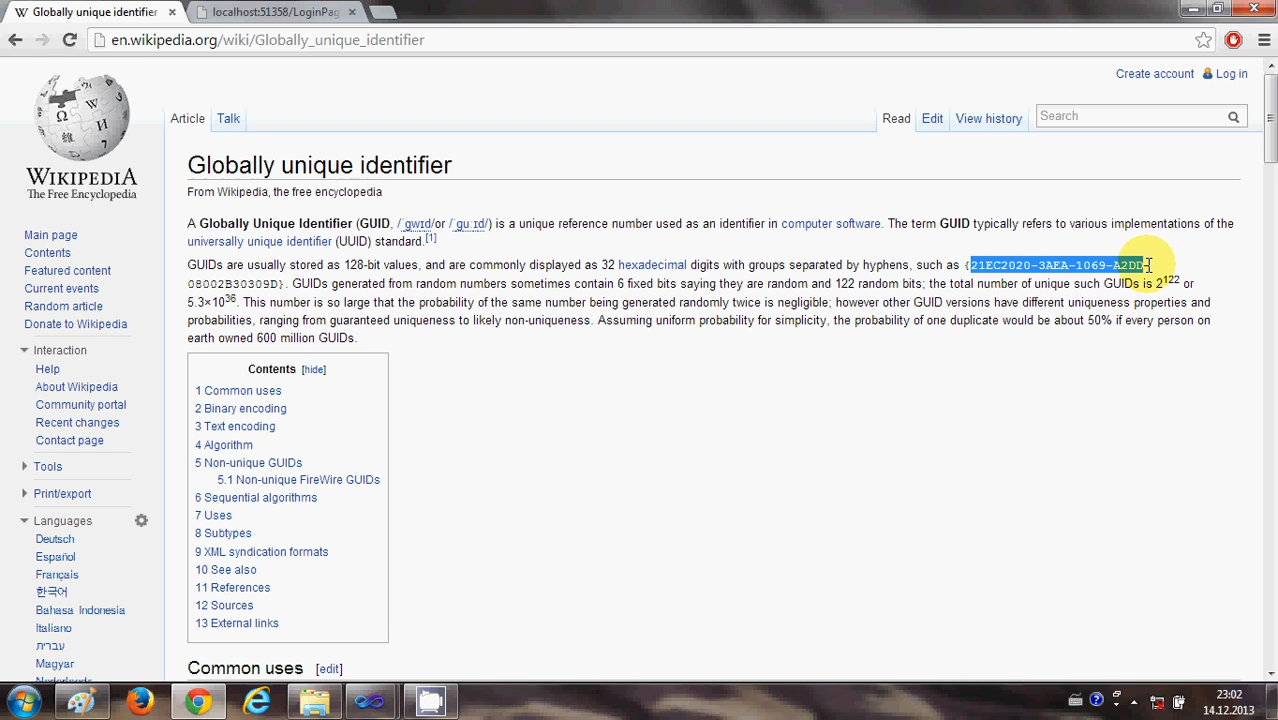 Globally unique identifier
localhost:51358/LoginPag
en.wikipedia.org/wiki/Globally_unique_identifier
Create account Log in
Article Talk Read Edit View history Search
WIKIPEDIA
The Free Encyclopedia
Main page
Contents
Featured content
Current events
Random article
Donate to Wikipedia
Interaction
Help
About Wikipedia
Community portal
Recent changes
Contact page
Tools
Print/export
Languages
Deutsch
Español
Français
한국어
Bahasa Indonesia
Italiano
עברית
Magyar
Nederlands
Globally unique identifier
From Wikipedia, the free encyclopedia
A Globally Unique Identifier (GUID, /ˈɡwɪd/or /ˈɡuːɪd/) is a unique reference number used as an identifier in computer software. The term GUID typically refers to various implementations of the
universally unique identifier (UUID) standard.[1]
GUIDs are usually stored as 128-bit values, and are commonly displayed as 32 hexadecimal digits with groups separated by hyphens, such as {21EC2020-3AEA-1069-A2DD-
08002B30309D}. GUIDs generated from random numbers sometimes contain 6 fixed bits saying they are random and 122 random bits; the total number of unique such GUIDs is 2122 or
5.3×1036. This number is so large that the probability of the same number being generated randomly twice is negligible; however other GUID versions have different uniqueness properties and
probabilities, ranging from guaranteed uniqueness to likely non-uniqueness. Assuming uniform probability for simplicity, the probability of one duplicate would be about 50% if every person on
earth owned 600 million GUIDs.
Contents [hide]
1 Common uses
2 Binary encoding
3 Text encoding
4 Algorithm
5 Non-unique GUIDs
5.1 Non-unique FireWire GUIDs
6 Sequential algorithms
7 Uses
8 Subtypes
9 XML syndication formats
10 See also
11 References
12 Sources
13 External links
Common uses [edit]
23:02
14.12.2013